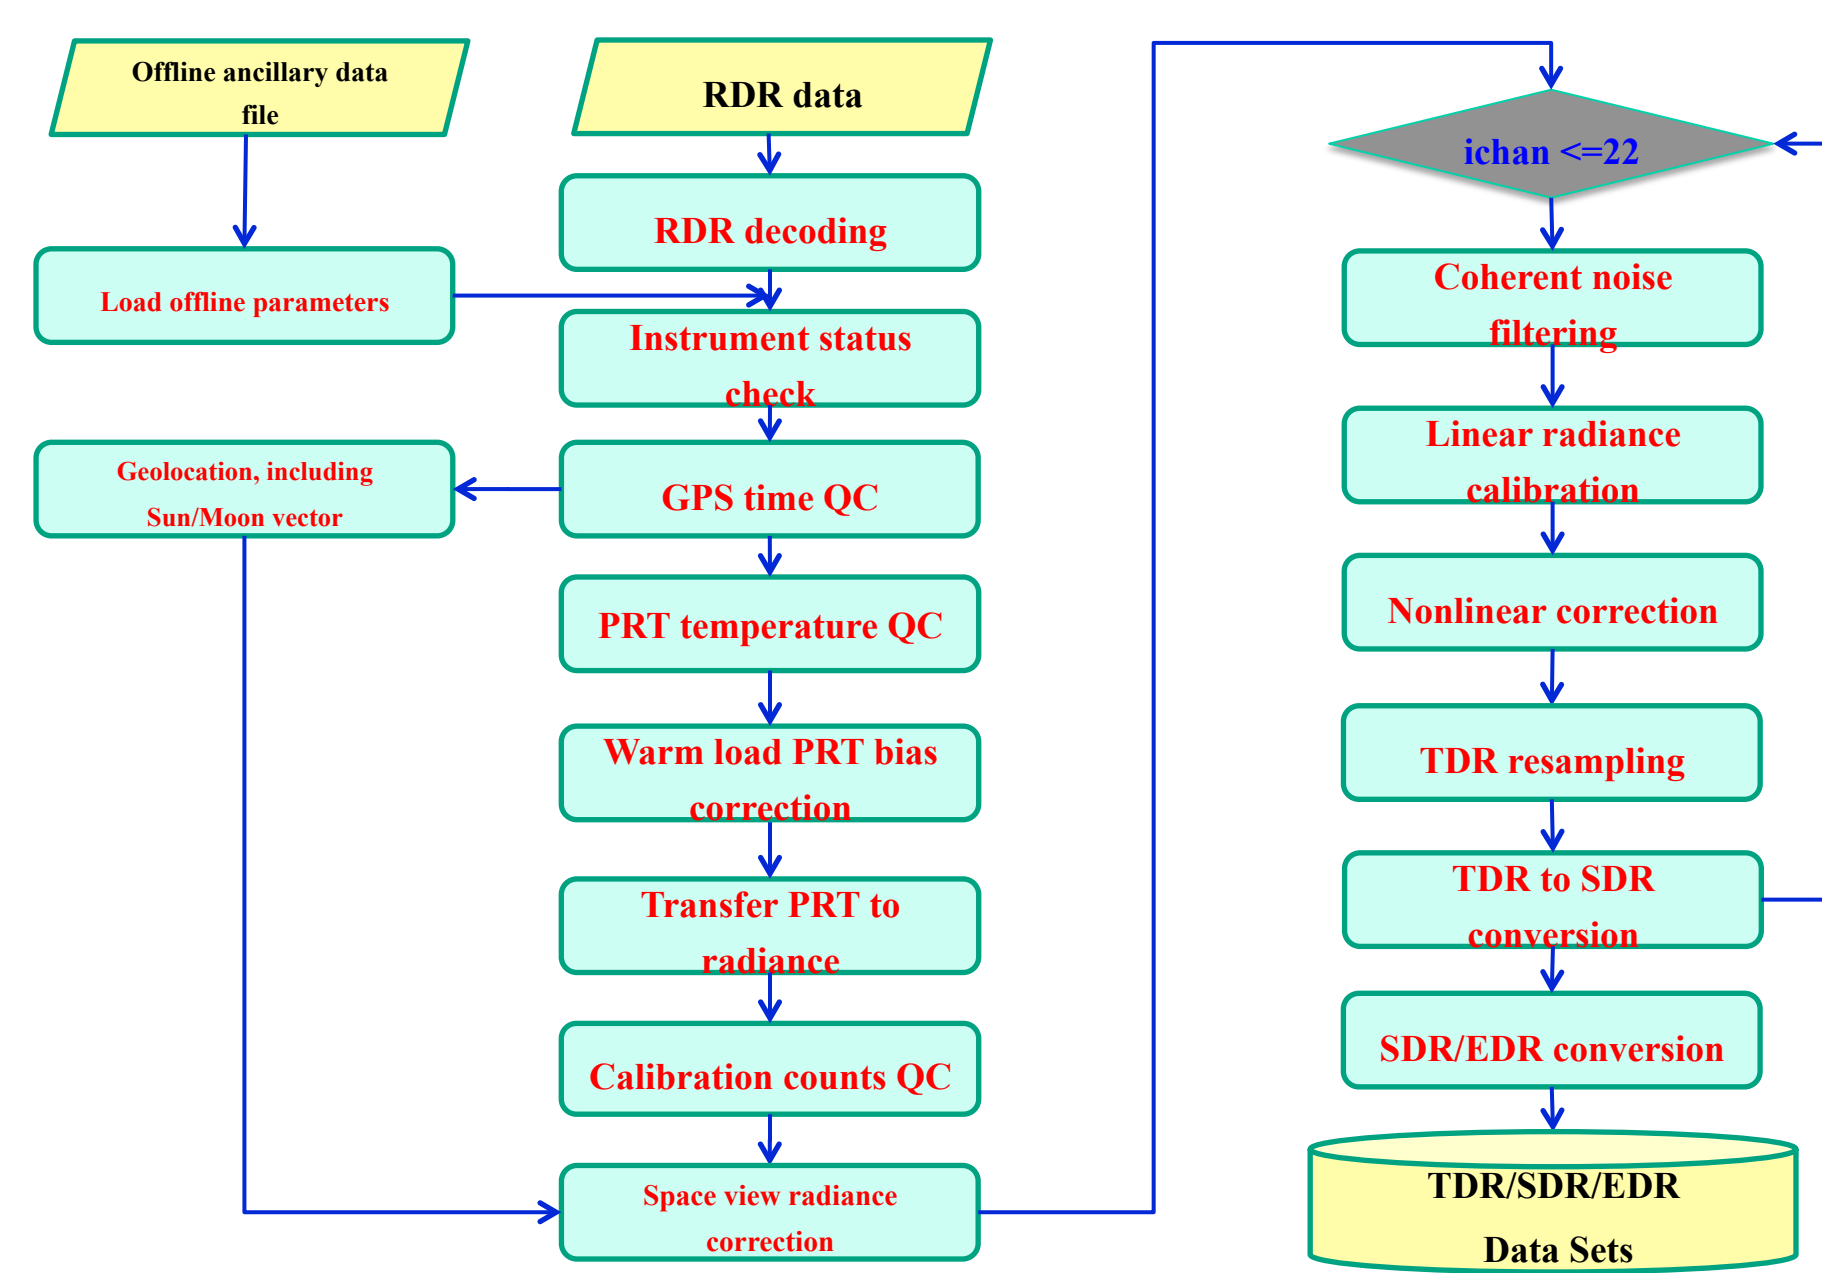 Offline ancillary data
file
Load offline parameters
Geolocation, including
Sun/Moon vector
RDR data
RDR decoding
Instrument status
check
GPS time QC
PRT temperature QC
Warm load PRT bias
correction
Transfer PRT to
radiance
Calibration counts QC
Space view radiance
correction
ichan <=22
Coherent noise
filtering
Linear radiance
calibration
Nonlinear correction
TDR resampling
TDR to SDR
conversion
SDR/EDR conversion
TDR/SDR/EDR
Data Sets